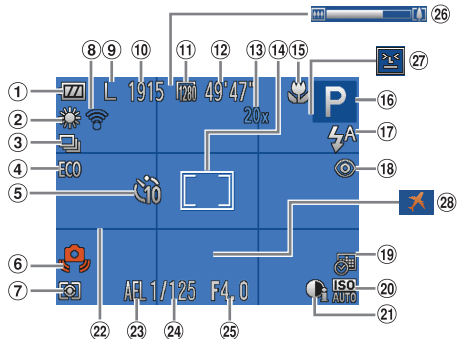 ⑧ ⑨ ⑩ ⑪ ⑫ ⑬ ⑭ ⑮ ㉖
① L 1915 1280 49'47" P ⑯ ㉗
② 20x
③ ⚡A ⑰
④ ECO ⑱
⑤ 10 ㉘
⑥ ⑲
⑦ AEL 1/125 F4.0 ISO AUTO ⑳
㉒ ㉓ ㉔ ㉕ ㉑